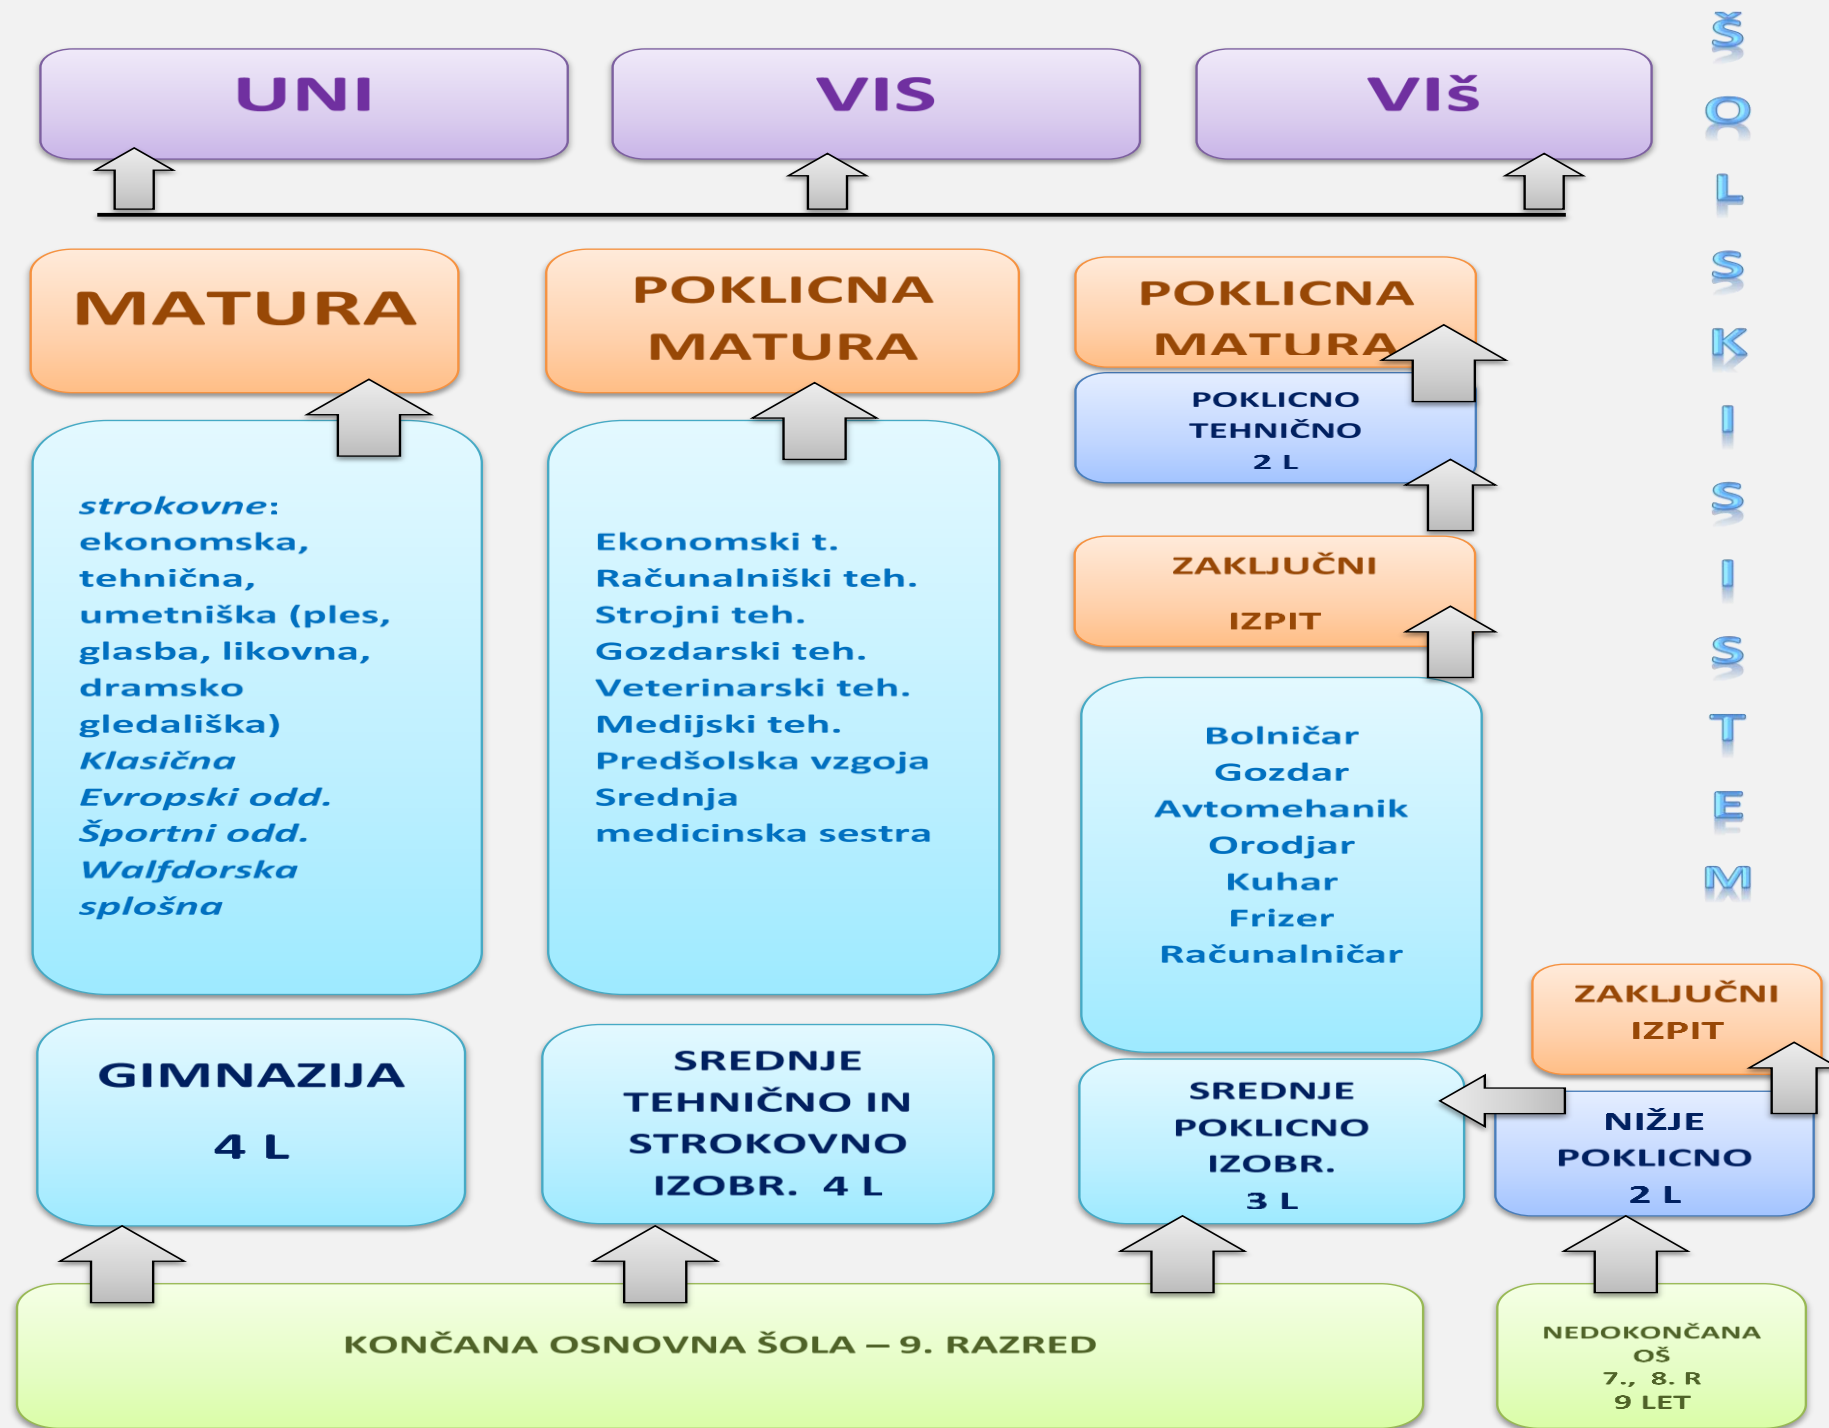 UNI
VIS
VIš
MATURA
POKLICNA
MATURA
POKLICNA
MATURA
POKLICNO
TEHNIČNO
2 L
ZAKLJUČNI
IZPIT
strokovne:
ekonomska,
tehnična,
umetniška (ples,
glasba, likovna,
dramsko
gledališka)
Klasična
Evropski odd.
Športni odd.
Walfdorska
splošna
Ekonomski t.
Računalniški teh.
Strojni teh.
Gozdarski teh.
Veterinarski teh.
Medijski teh.
Predšolska vzgoja
Srednja
medicinska sestra
Bolničar
Gozdar
Avtomehanik
Orodjar
Kuhar
Frizer
Računalničar
GIMNAZIJA
4 L
SREDNJE
TEHNIČNO IN
STROKOVNO
IZOBR. 4 L
SREDNJE
POKLICNO
IZOBR.
3 L
ZAKLJUČNI
IZPIT
NIŽJE
POKLICNO
2 L
KONČANA OSNOVNA ŠOLA – 9. RAZRED
NEDOKONČANA
OŠ
7., 8. R
9 LET
Š
O
L
S
K
I
S
I
S
T
E
M